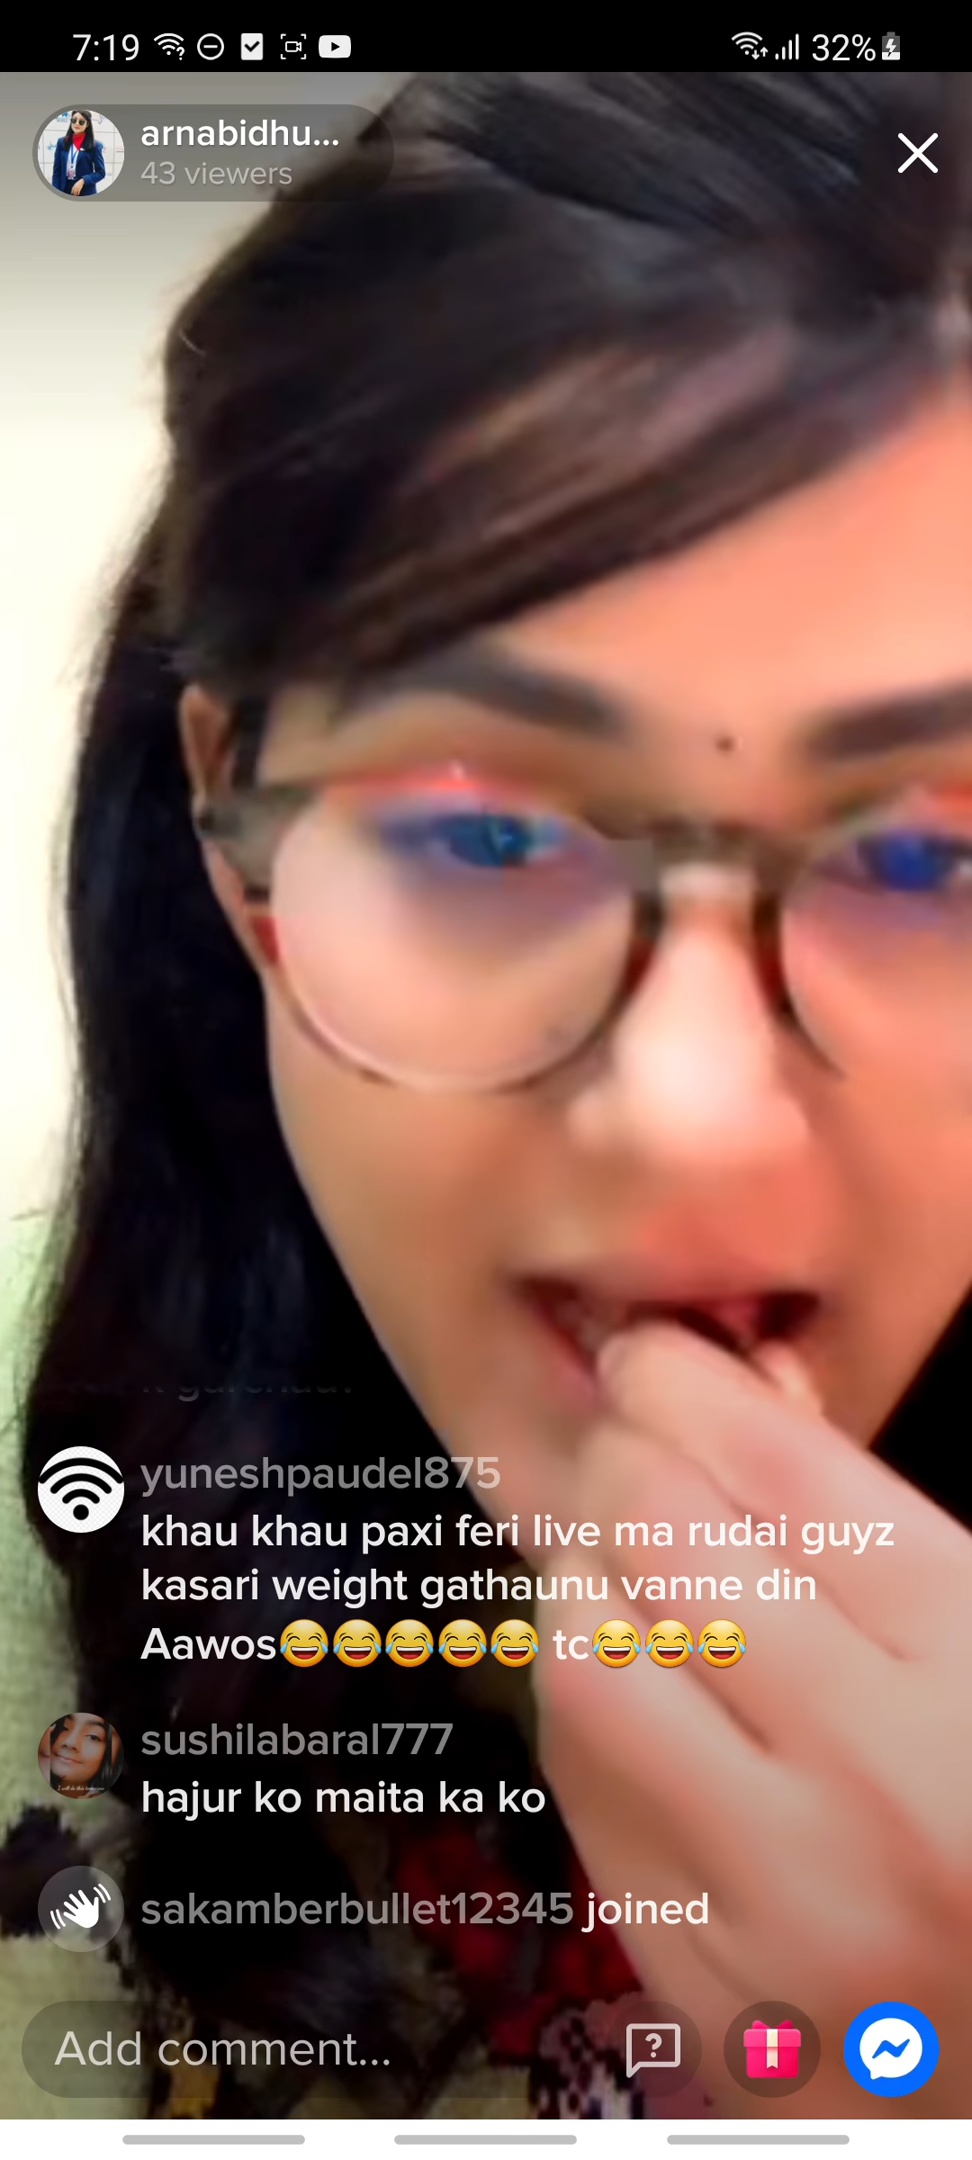 7:19
32%
arnabidhu...
43 viewers
yuneshpaudel875
khau khau paxi feri live ma rudai guyz
kasari weight gathaunu vanne din
Aawos😂😂😂😂😂 tc😂😂😂
sushilabaral777
hajur ko maita ka ko
sakamberbullet12345 joined
Add comment...